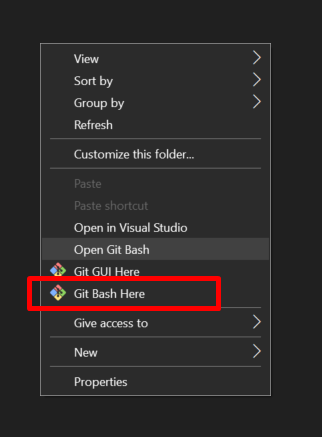 View
Sort by
Group by
Refresh
Customize this folder...
Paste
Paste shortcut
Open in Visual Studio
Open Git Bash
Git GUI Here
Git Bash Here
Give access to
New
Properties